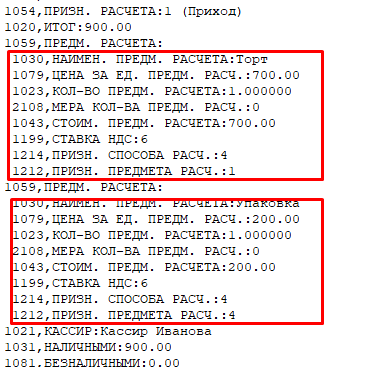 1054,ПРИЗН. РАСЧЕТА:1 (Приход)
1020,ИТОГ:900.00
1059,ПРЕДМ. РАСЧЕТА:
1030,НАИМЕН. ПРЕДМ. РАСЧЕТА:Торт
1079,ЦЕНА ЗА ЕД. ПРЕДМ. РАСЧ.:700.00
1023,КОЛ-ВО ПРЕДМ. РАСЧЕТА:1.000000
2108,МЕРА КОЛ-ВА ПРЕДМ. РАСЧ.:0
1043,СТОИМ. ПРЕДМ. РАСЧЕТА:700.00
1199,СТАВКА НДС:6
1214,ПРИЗН. СПОСОБА РАСЧ.:4
1212,ПРИЗН. ПРЕДМЕТА РАСЧ.:1
1059,ПРЕДМ. РАСЧЕТА:
1030,НАИМЕН. ПРЕДМ. РАСЧЕТА:Упаковка
1079,ЦЕНА ЗА ЕД. ПРЕДМ. РАСЧ.:200.00
1023,КОЛ-ВО ПРЕДМ. РАСЧЕТА:1.000000
2108,МЕРА КОЛ-ВА ПРЕДМ. РАСЧ.:0
1043,СТОИМ. ПРЕДМ. РАСЧЕТА:200.00
1199,СТАВКА НДС:6
1214,ПРИЗН. СПОСОБА РАСЧ.:4
1212,ПРИЗН. ПРЕДМЕТА РАСЧ.:4
1021,КАССИР:Кассир Иванова
1031,НАЛИЧНЫМИ:900.00
1081,БЕЗНАЛИЧНЫМИ:0.00